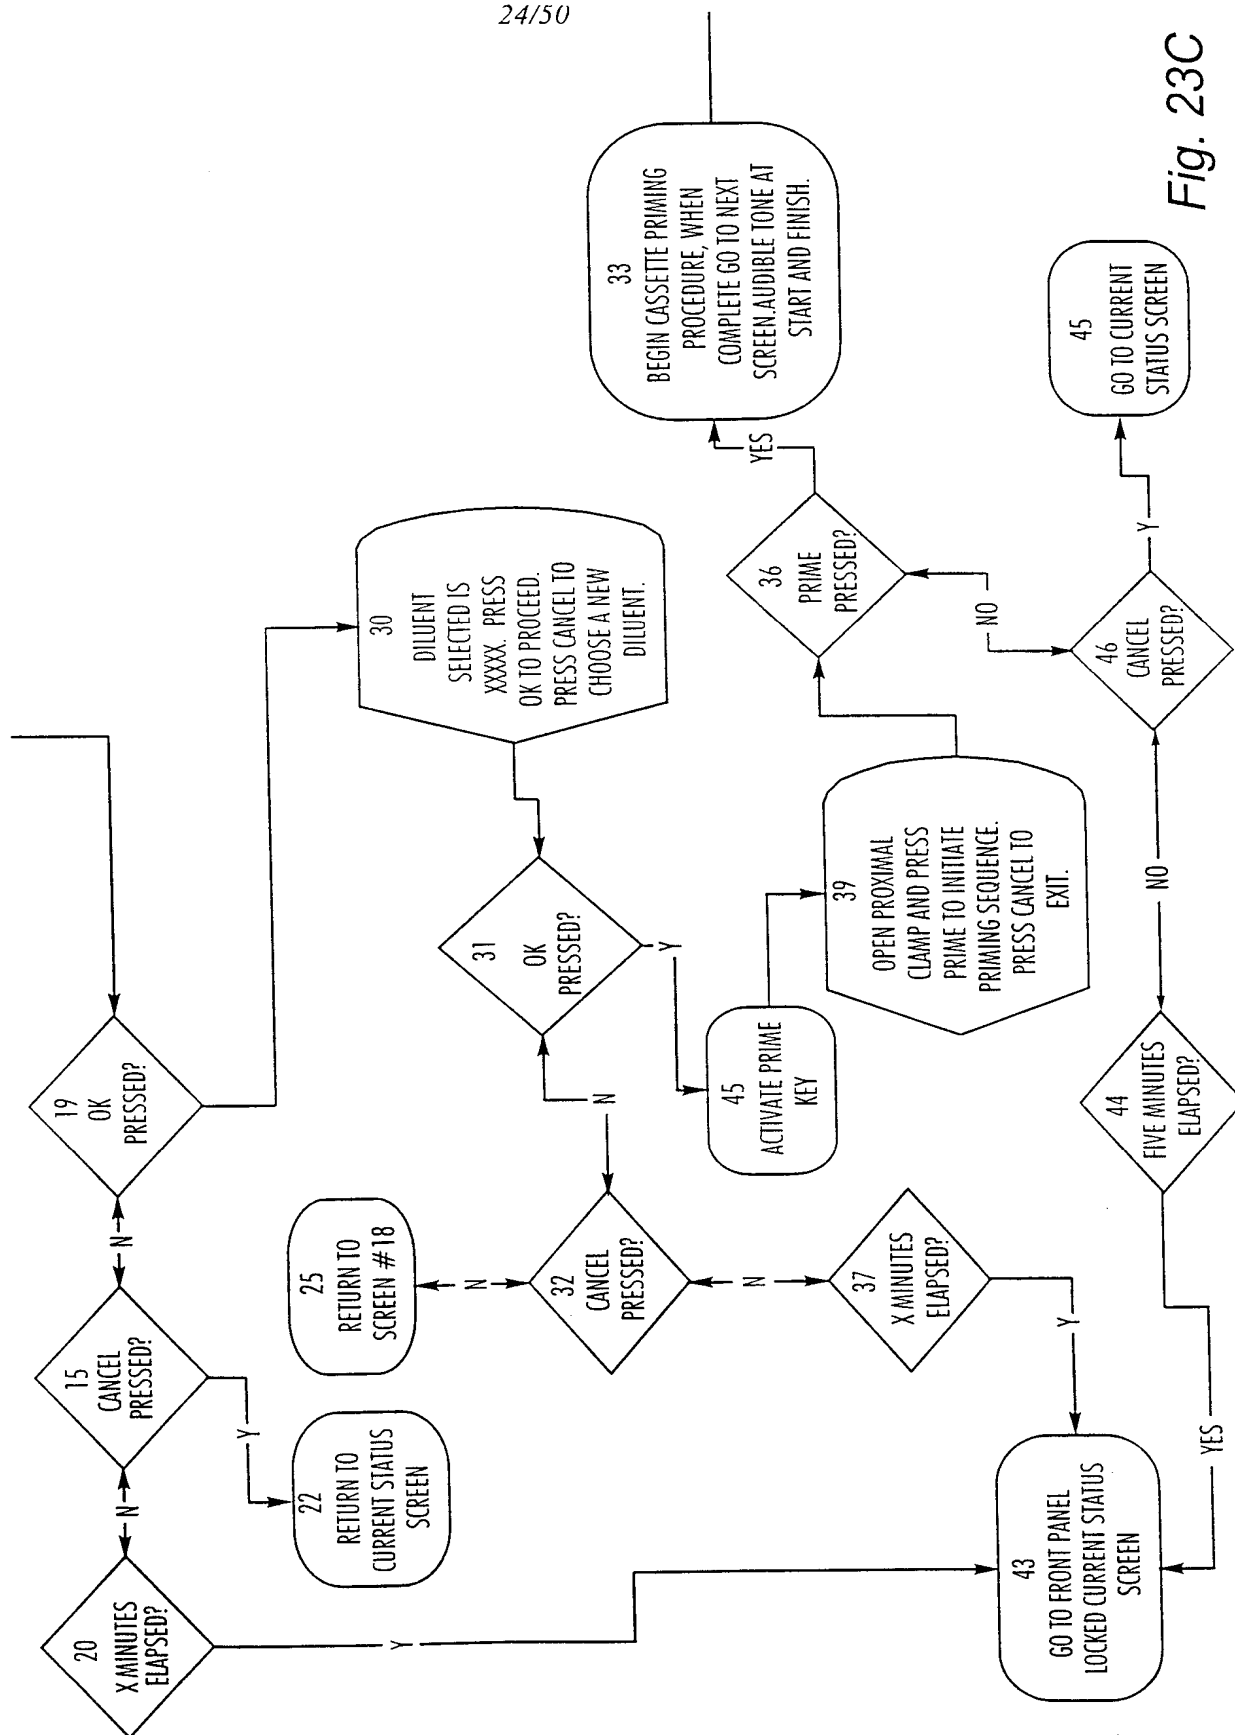 24/50
19
OK
PRESSED?
N
15
CANCEL
PRESSED?
N
20
X MINUTES
ELAPSED?
Y
Y
22
RETURN TO
CURRENT STATUS
SCREEN
30
DILUENT
SELECTED IS
XXXXX. PRESS
OK TO PROCEED.
PRESS CANCEL TO
CHOOSE A NEW
DILUENT.
31
OK
PRESSED?
N
Y
25
RETURN TO
SCREEN #18
N
32
CANCEL
PRESSED?
N
37
X MINUTES
ELAPSED?
Y
45
ACTIVATE PRIME
KEY
39
OPEN PROXIMAL
CLAMP AND PRESS
PRIME TO INITIATE
PRIMING SEQUENCE.
PRESS CANCEL TO
EXIT.
33
BEGIN CASSETTE PRIMING
PROCEDURE, WHEN
COMPLETE GO TO NEXT
SCREEN.AUDIBLE TONE AT
START AND FINISH.
YES
36
PRIME
PRESSED?
NO
46
CANCEL
PRESSED?
Y
45
GO TO CURRENT
STATUS SCREEN
NO
44
FIVE MINUTES
ELAPSED?
YES
43
GO TO FRONT PANEL
LOCKED CURRENT STATUS
SCREEN
Fig. 23C